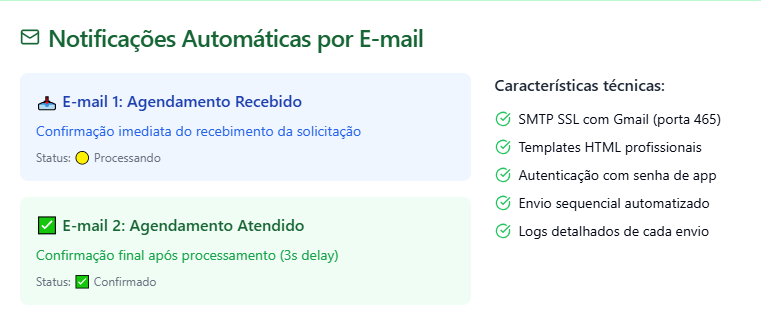 Notificações Automáticas por E-mail
E-mail 1: Agendamento Recebido
Confirmação imediata do recebimento da solicitação
Status: Processando
E-mail 2: Agendamento Atendido
Confirmação final após processamento (3s delay)
Status: Confirmado
Características técnicas:
SMTP SSL com Gmail (porta 465)
Templates HTML profissionais
Autenticação com senha de app
Envio sequencial automatizado
Logs detalhados de cada envio